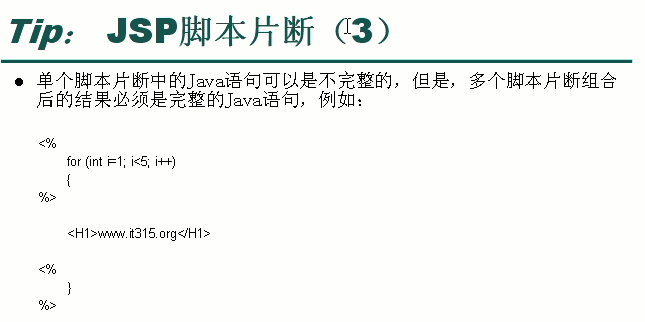 Tip： JSP脚本片断（3）
● 单个脚本片断中的Java语句可以是不完整的，但是，多个脚本片断组合
后的结果必须是完整的Java语句，例如：
<%
for (int i=1; i<5; i++)
{
%>
<H1>www.it315.org</H1>
<%
}
%>